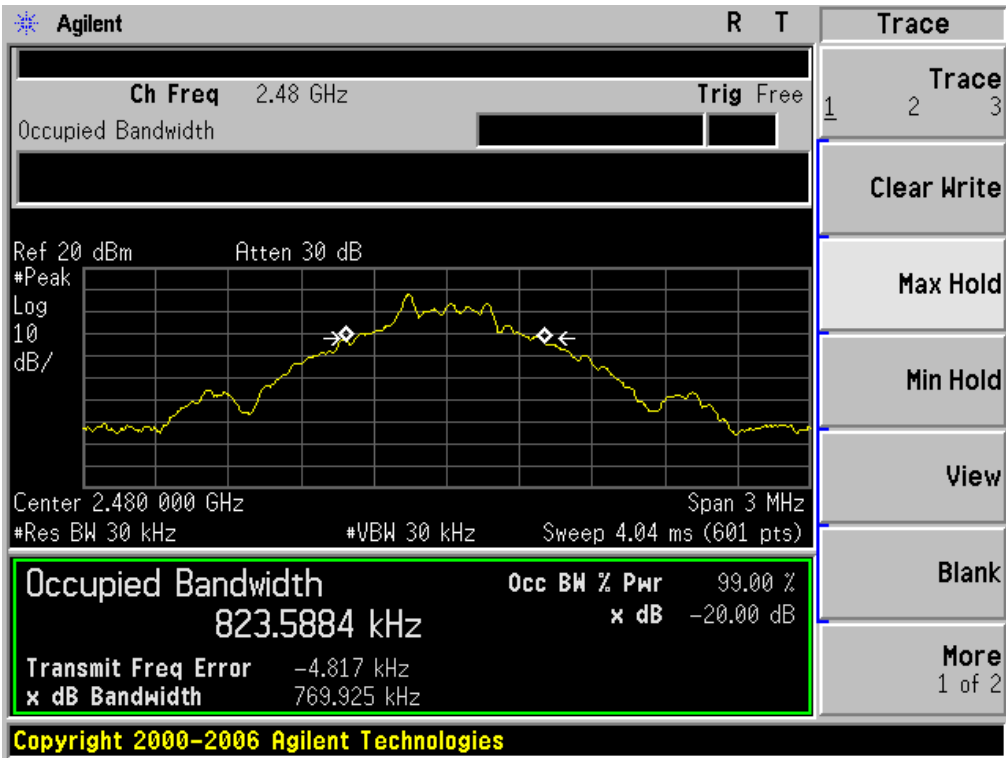 Agilent R T
Ch Freq 2.48 GHz Trig Free
Occupied Bandwidth
Ref 20 dBm Atten 30 dB
#Peak
Log
10
dB/
Center 2.480 000 GHz Span 3 MHz
#Res BW 30 kHz #VBW 30 kHz Sweep 4.04 ms (601 pts)
Occupied Bandwidth Occ BW % Pwr 99.00 %
823.5884 kHz x dB -20.00 dB
Transmit Freq Error -4.817 kHz
x dB Bandwidth 769.925 kHz
Copyright 2000-2006 Agilent Technologies
Trace
Trace
1 2 3
Clear Write
Max Hold
Min Hold
View
Blank
More
1 of 2